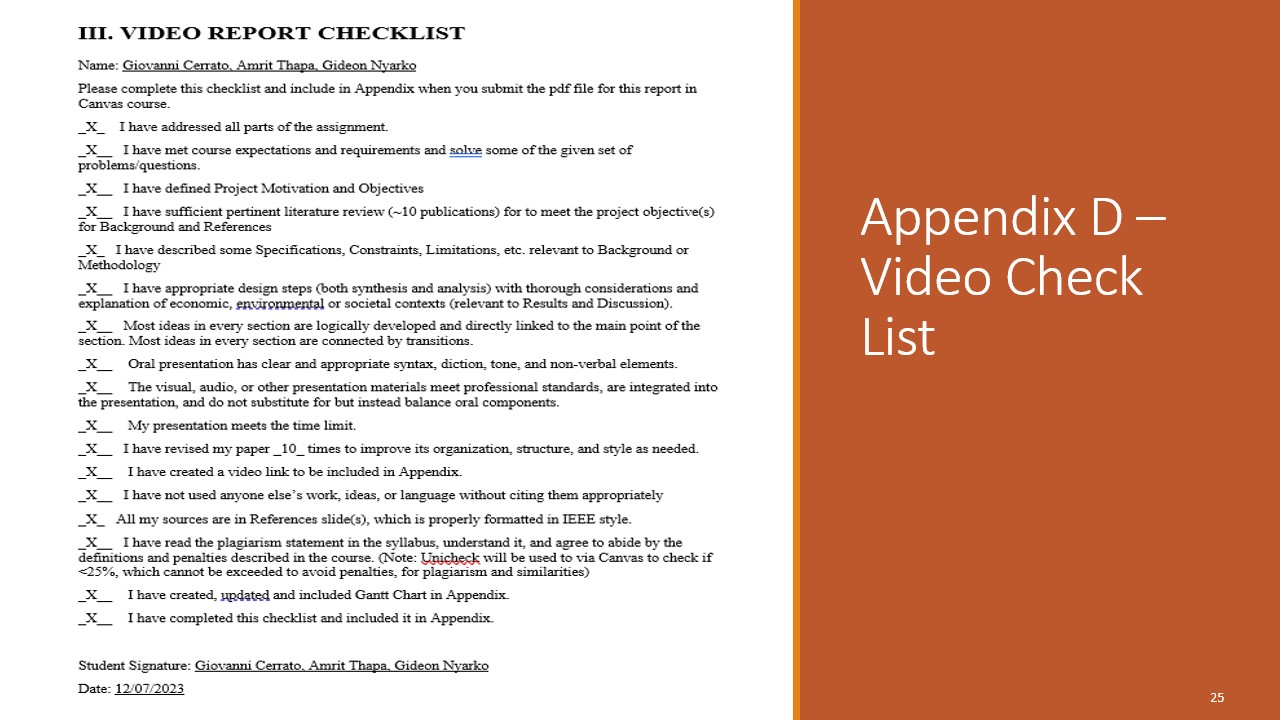 III. VIDEO REPORT CHECKLIST
Name: Giovanni Cerrato, Amrit Thapa, Gideon Nyarko
Please complete this checklist and include in Appendix when you submit the pdf file for this report in
Canvas course.
_X_ I have addressed all parts of the assignment.
_X__ I have met course expectations and requirements and solve some of the given set of
problems/questions.
_X__ I have defined Project Motivation and Objectives
_X__ I have sufficient pertinent literature review (~10 publications) for to meet the project objective(s)
for Background and References
_X_ I have described some Specifications, Constraints, Limitations, etc. relevant to Background or
Methodology
_X__ I have appropriate design steps (both synthesis and analysis) with thorough considerations and
explanation of economic, environmental or societal contexts (relevant to Results and Discussion).
_X__ Most ideas in every section are logically developed and directly linked to the main point of the
section. Most ideas in every section are connected by transitions.
_X__ Oral presentation has clear and appropriate syntax, diction, tone, and non-verbal elements.
_X__ The visual, audio, or other presentation materials meet professional standards, are integrated into
the presentation, and do not substitute for but instead balance oral components.
_X__ My presentation meets the time limit.
_X__ I have revised my paper _10_ times to improve its organization, structure, and style as needed.
_X__ I have created a video link to be included in Appendix.
_X__ I have not used anyone else’s work, ideas, or language without citing them appropriately
_X_ All my sources are in References slide(s), which is properly formatted in IEEE style.
_X__ I have read the plagiarism statement in the syllabus, understand it, and agree to abide by the
definitions and penalties described in the course. (Note: Unicheck will be used to via Canvas to check if
<25%, which cannot be exceeded to avoid penalties, for plagiarism and similarities)
_X__ I have created, updated and included Gantt Chart in Appendix.
_X__ I have completed this checklist and included it in Appendix.
Student Signature: Giovanni Cerrato, Amrit Thapa, Gideon Nyarko
Date: 12/07/2023
Appendix D –
Video Check
List
25